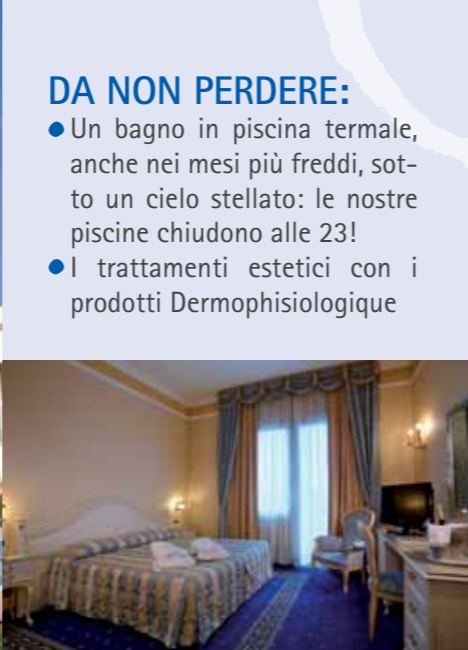 DA NON PERDERE:
● Un bagno in piscina termale,
anche nei mesi più freddi, sot-
to un cielo stellato: le nostre
piscine chiudono alle 23!
● I trattamenti estetici con i
prodotti Dermophisiologique